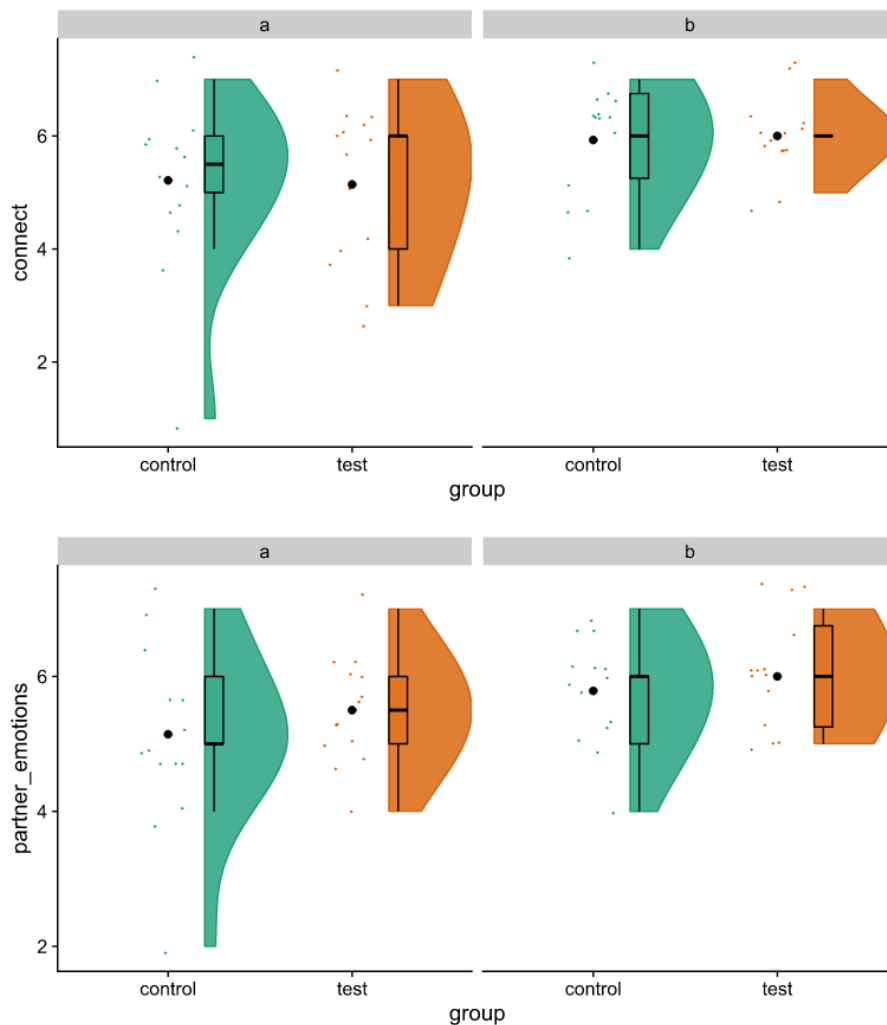 a b
connect
6
4
2
control test control test
group
a b
partner_emotions
6
4
2
control test control test
group